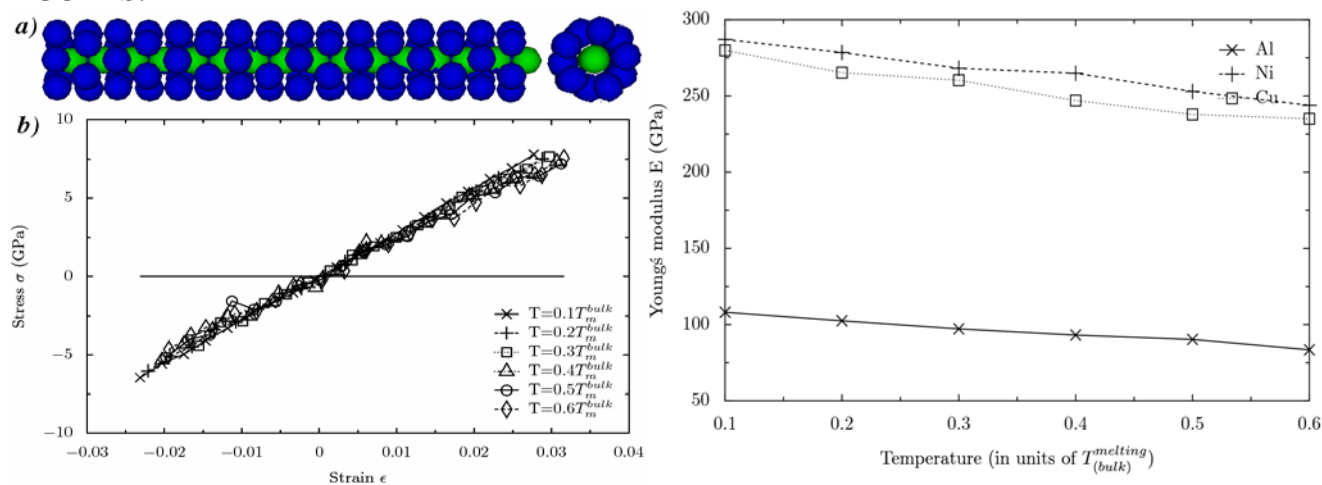 a)
b)
10
5
0
−5
−10
−0.03
−0.02
−0.01
0
0.01
0.02
0.03
0.04
Stress σ (GPa)
Strain ϵ
T=0.1T_m^{bulk}
T=0.2T_m^{bulk}
T=0.3T_m^{bulk}
T=0.4T_m^{bulk}
T=0.5T_m^{bulk}
T=0.6T_m^{bulk}
300
250
200
150
100
50
0.1
0.2
0.3
0.4
0.5
0.6
Youngś modulus E (GPa)
Temperature (in units of T_{(bulk)}^{melting})
Al
Ni
Cu